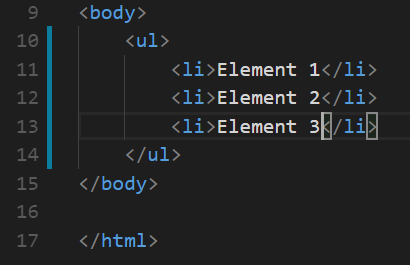 9 <body>
10 <ul>
11 <li>Element 1</li>
12 <li>Element 2</li>
13 <li>Element 3</li>
14 </ul>
15 </body>
16
17 </html>